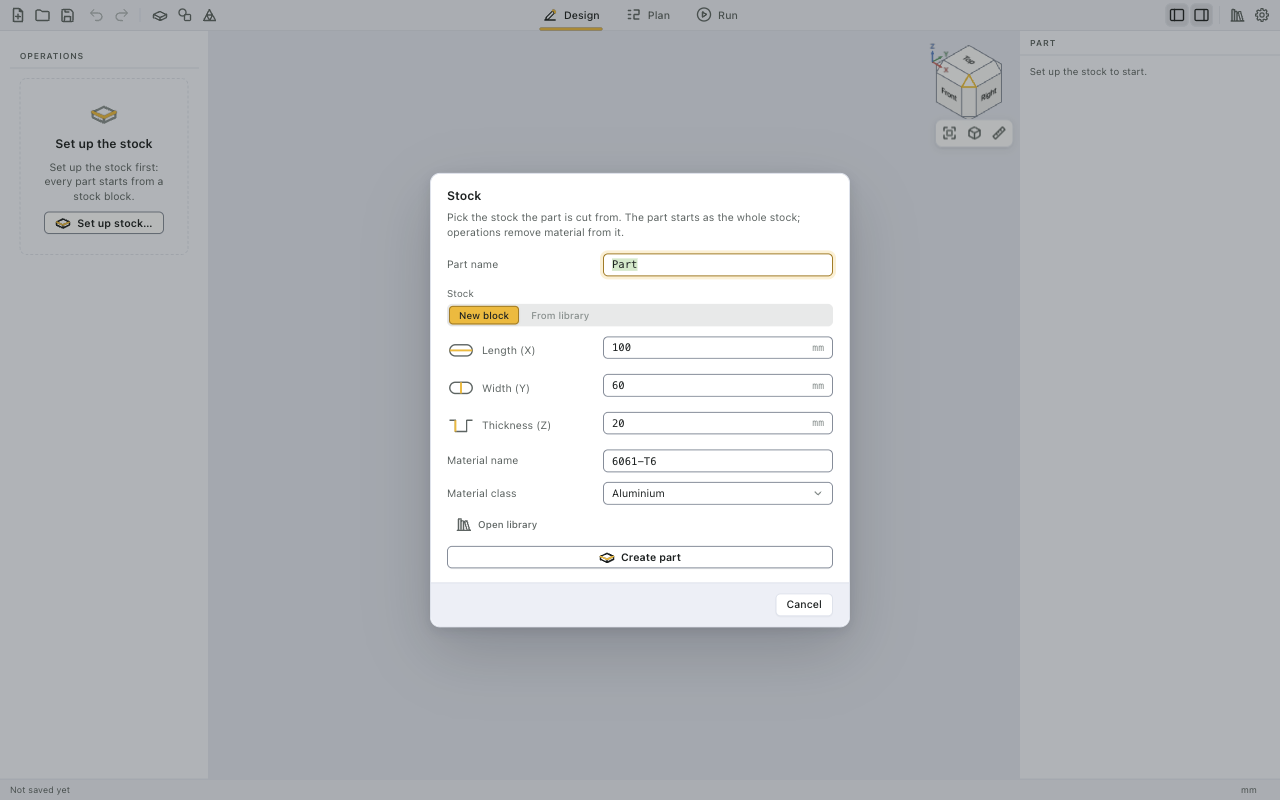 Design
Plan
Run
OPERATIONS
Set up the stock
Set up the stock first:
every part starts from a
stock block.
Set up stock...
Z
Y
X
Top
Front
Right
PART
Set up the stock to start.
Stock
Pick the stock the part is cut from. The part starts as the whole stock;
operations remove material from it.
Part name
Part
Stock
New block
From library
Length (X)
100
mm
Width (Y)
60
mm
Thickness (Z)
20
mm
Material name
6061-T6
Material class
Aluminium
Open library
Create part
Cancel
Not saved yet
mm